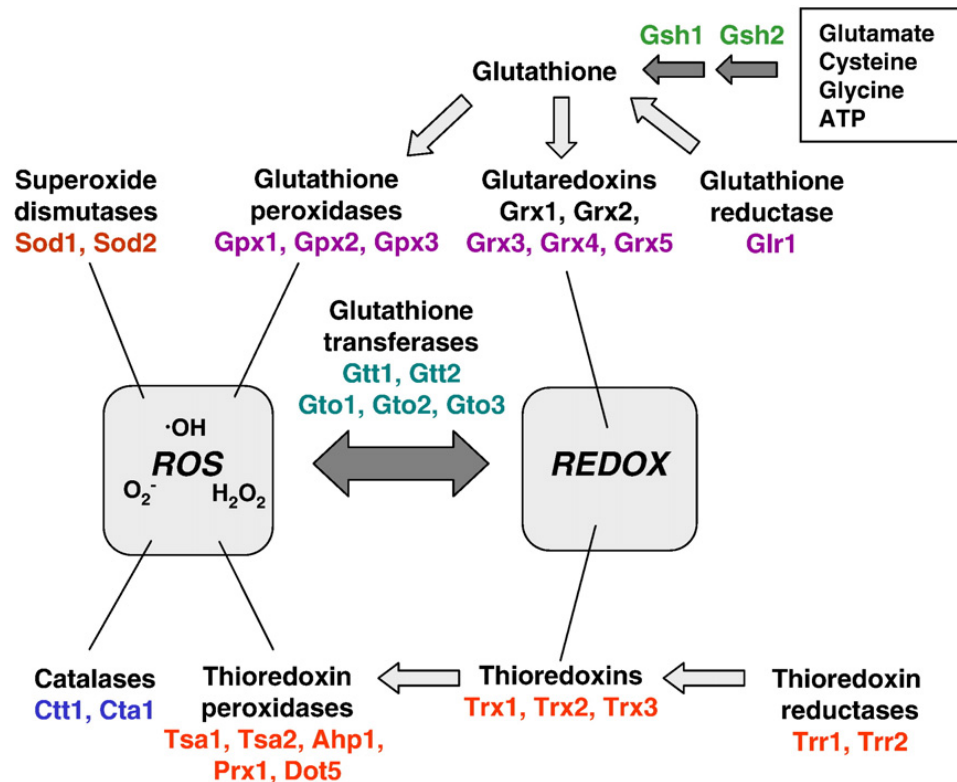 Gsh1 Gsh2
Glutamate
Cysteine
Glycine
ATP
Glutathione
Superoxide
dismutases
Sod1, Sod2
Glutathione
peroxidases
Gpx1, Gpx2, Gpx3
Glutaredoxins
Grx1, Grx2,
Grx3, Grx4, Grx5
Glutathione
reductase
Glr1
Glutathione
transferases
Gtt1, Gtt2
Gto1, Gto2, Gto3
·OH
ROS
O₂⁻
H₂O₂
REDOX
Catalases
Ctt1, Cta1
Thioredoxin
peroxidases
Tsa1, Tsa2, Ahp1,
Prx1, Dot5
Thioredoxins
Trx1, Trx2, Trx3
Thioredoxin
reductases
Trr1, Trr2